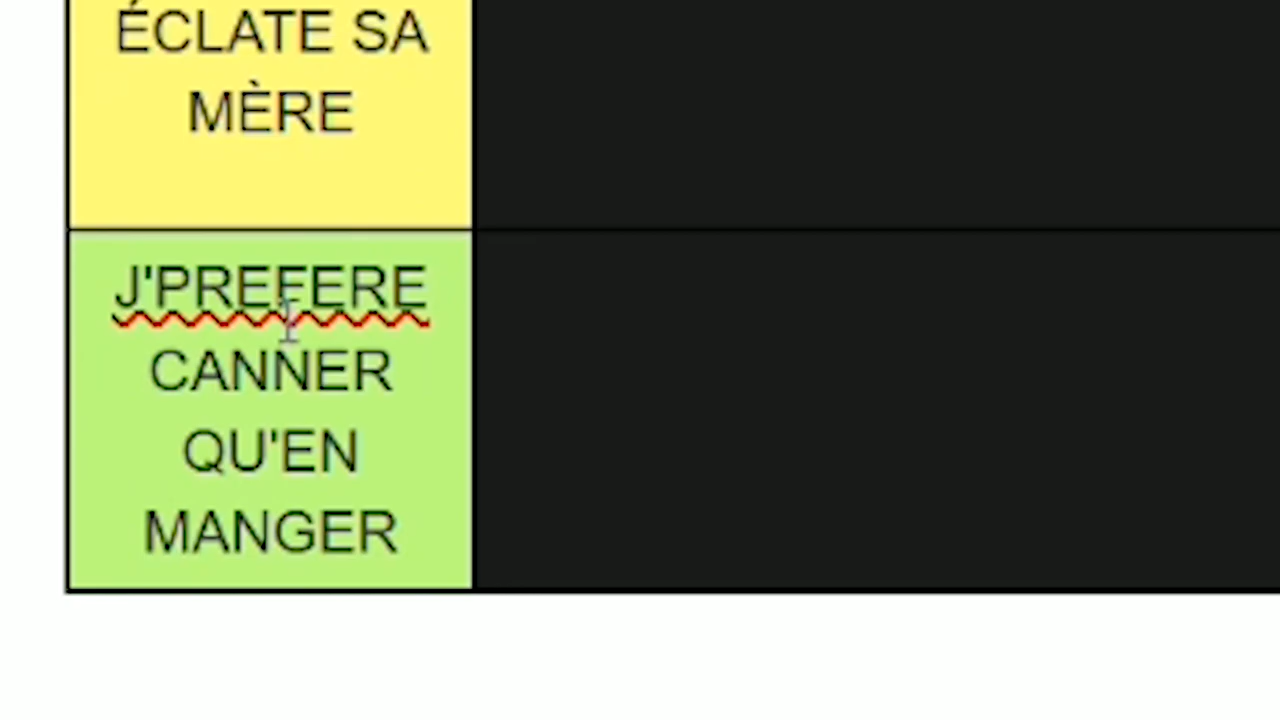 ÉCLATE SA
MÈRE
J'PREFERE
CANNER
QU'EN
MANGER